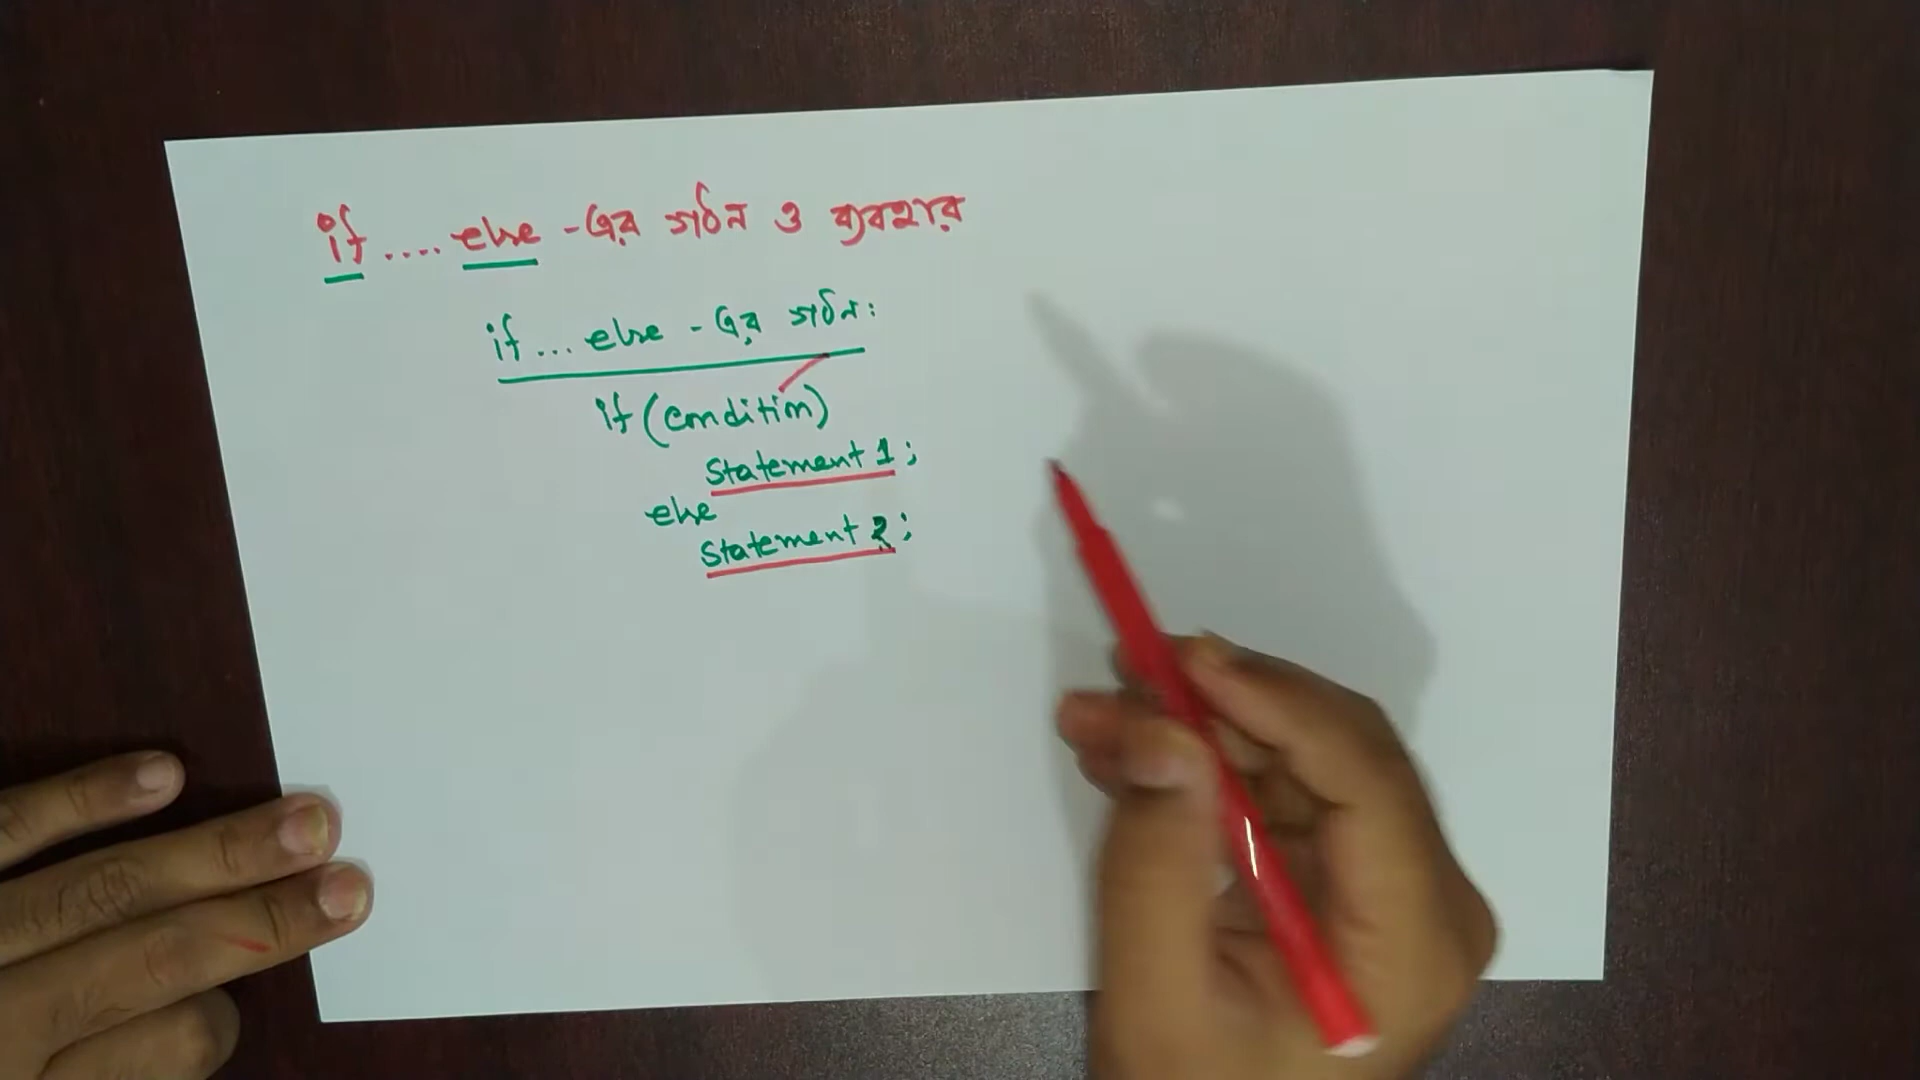 if .... else -এর গঠন ও ব্যবহার
if ... else - এর গঠন:
if (condition)
Statement 1;
else
Statement 2;